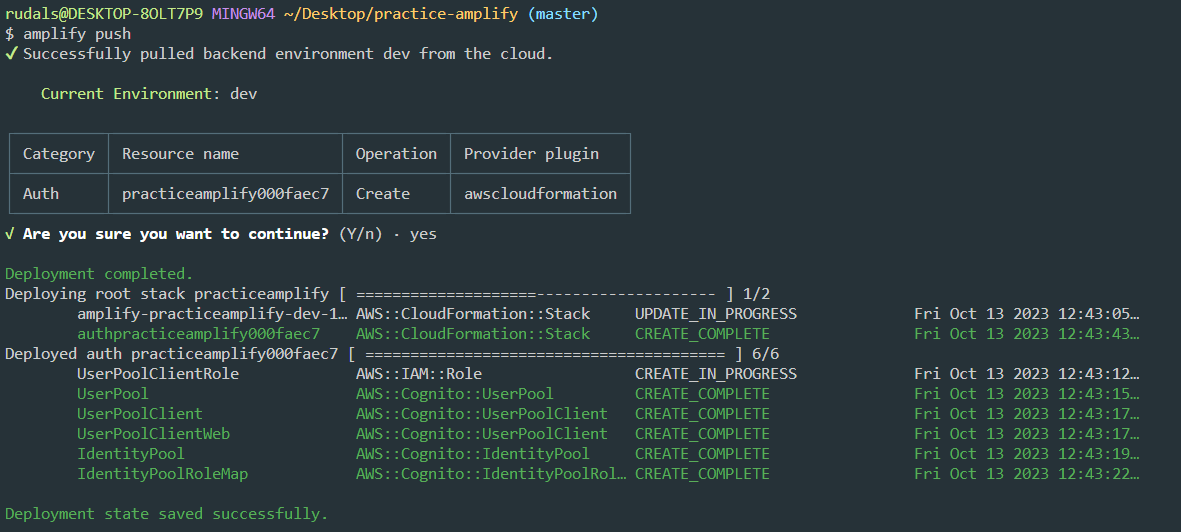 rudals@DESKTOP-8OLT7P9 MINGW64 ~/Desktop/practice-amplify (master)
$ amplify push
✔ Successfully pulled backend environment dev from the cloud.
Current Environment: dev
Category Resource name Operation Provider plugin
Auth practiceamplify000faec7 Create awscloudformation
√ Are you sure you want to continue? (Y/n) · yes
Deployment completed.
Deploying root stack practiceamplify [ ====================-------------------- ] 1/2
amplify-practiceamplify-dev-1… AWS::CloudFormation::Stack UPDATE_IN_PROGRESS Fri Oct 13 2023 12:43:05…
authpracticeamplify000faec7 AWS::CloudFormation::Stack CREATE_COMPLETE Fri Oct 13 2023 12:43:43…
Deployed auth practiceamplify000faec7 [ ======================================== ] 6/6
UserPoolClientRole AWS::IAM::Role CREATE_IN_PROGRESS Fri Oct 13 2023 12:43:12…
UserPool AWS::Cognito::UserPool CREATE_COMPLETE Fri Oct 13 2023 12:43:15…
UserPoolClient AWS::Cognito::UserPoolClient CREATE_COMPLETE Fri Oct 13 2023 12:43:17…
UserPoolClientWeb AWS::Cognito::UserPoolClient CREATE_COMPLETE Fri Oct 13 2023 12:43:17…
IdentityPool AWS::Cognito::IdentityPool CREATE_COMPLETE Fri Oct 13 2023 12:43:19…
IdentityPoolRoleMap AWS::Cognito::IdentityPoolRol… CREATE_COMPLETE Fri Oct 13 2023 12:43:22…
Deployment state saved successfully.